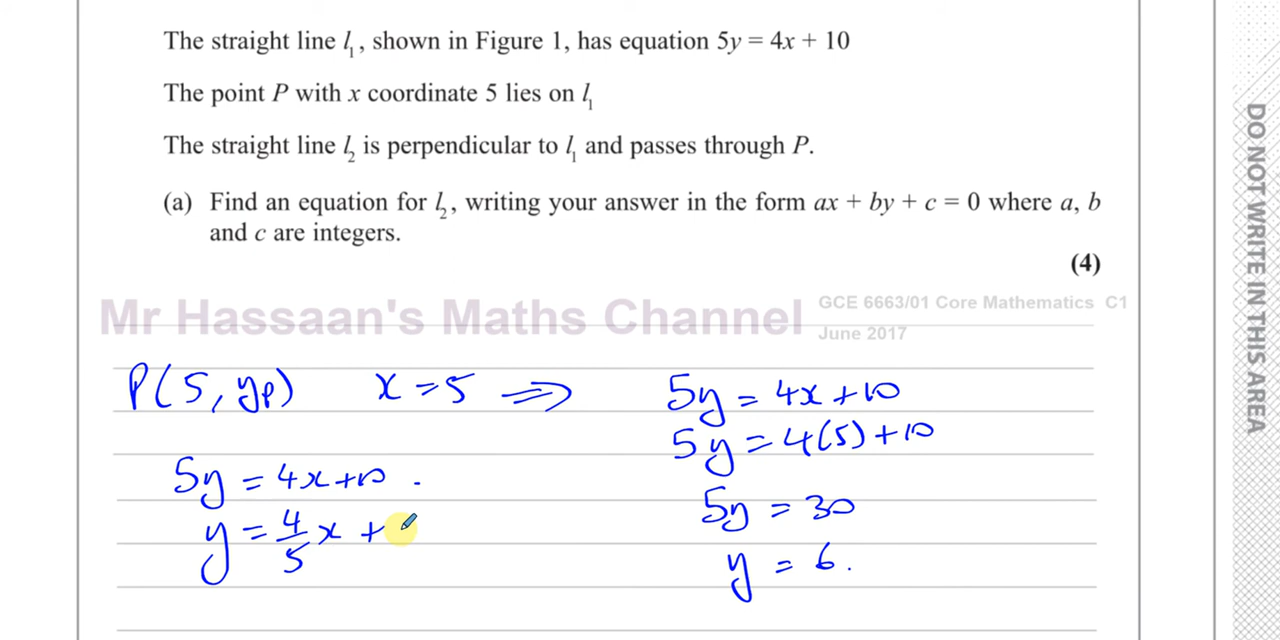 The straight line l₁, shown in Figure 1, has equation 5y = 4x + 10
The point P with x coordinate 5 lies on l₁
The straight line l₂ is perpendicular to l₁ and passes through P.
(a) Find an equation for l₂, writing your answer in the form ax + by + c = 0 where a, b
and c are integers.
(4)
Mr Hassaan's Maths Channel
GCE 6663/01 Core Mathematics C1
June 2017
P(5, yₚ) x = 5 ⇒
5y = 4x + 10
5y = 4(5) + 10
5y = 30
y = 6.
5y = 4x + 10.
y = 4/5 x +
DO NOT WRITE IN THIS AREA